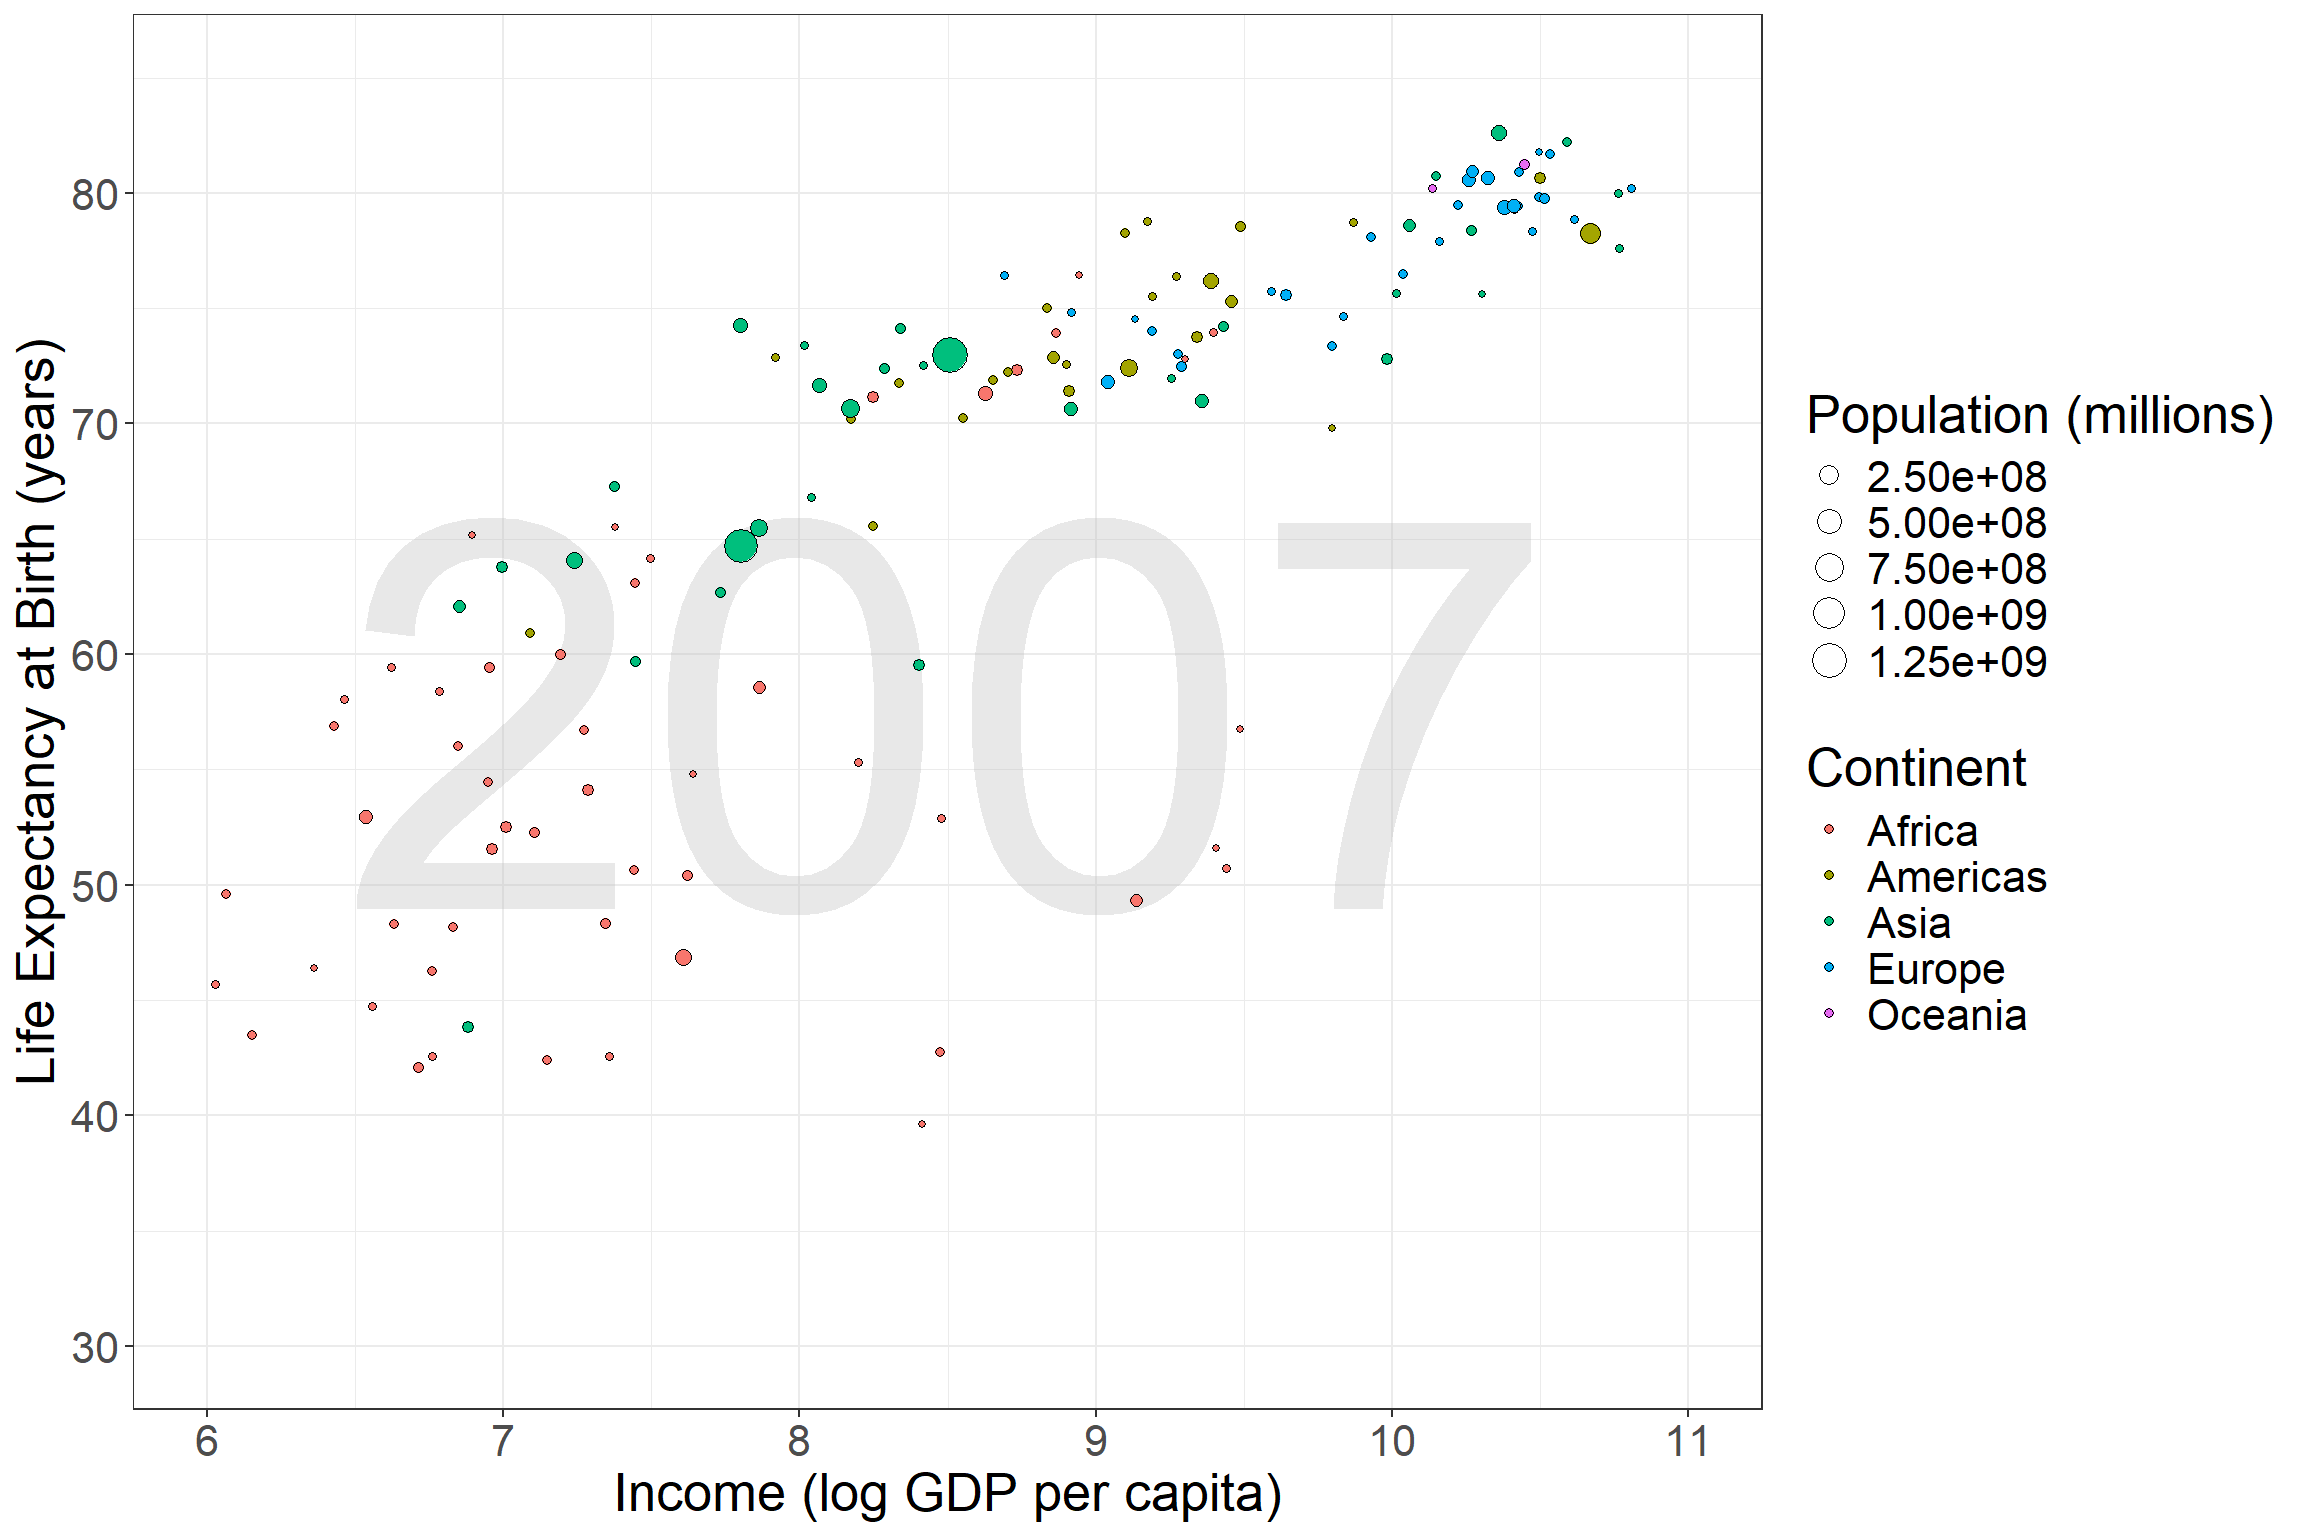 Life Expectancy at Birth (years)
80
70
60
50
40
30
2007
6 7 8 9 10 11
Income (log GDP per capita)
Population (millions)
2.50e+08
5.00e+08
7.50e+08
1.00e+09
1.25e+09
Continent
Africa
Americas
Asia
Europe
Oceania